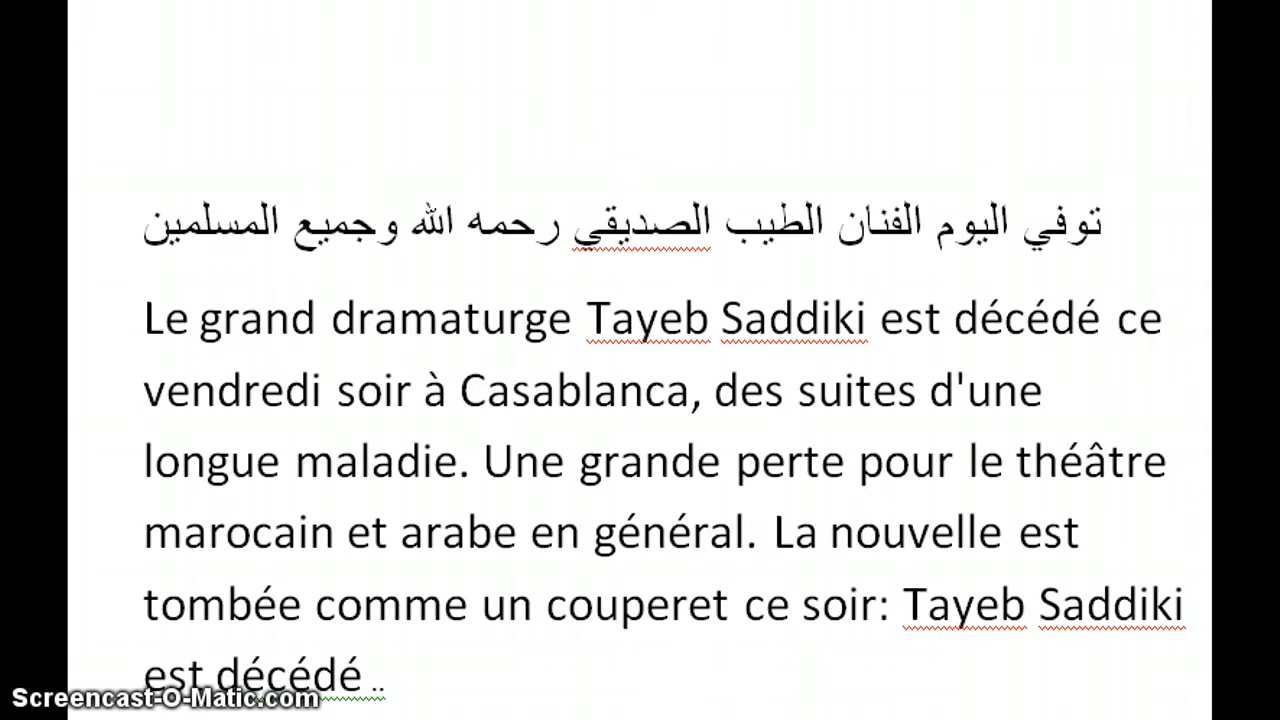 توفي اليوم الفنان الطيب الصديقي رحمه الله وجميع المسلمين
Le grand dramaturge Tayeb Saddiki est décédé ce
vendredi soir à Casablanca, des suites d'une
longue maladie. Une grande perte pour le théâtre
marocain et arabe en général. La nouvelle est
tombée comme un couperet ce soir: Tayeb Saddiki
est décédé ..
Screencast-O-Matic.com